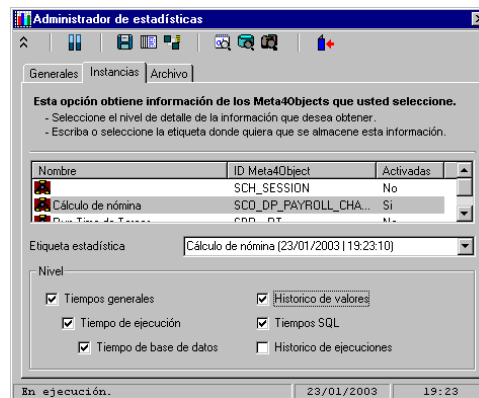 Administrador de estadísticas
Generales Instancias Archivo
Esta opción obtiene información de los Meta4Objects que usted seleccione.
- Seleccione el nivel de detalle de la información que desea obtener.
- Escriba o seleccione la etiqueta donde quiera que se almacene esta información.
Nombre ID Meta4Object Activadas
SCH_SESSION No
Cálculo de nómina SCO_DP_PAYROLL_CHA... Si
Etiqueta estadística Cálculo de nómina (23/01/2003 | 19:23:10)
Nivel
Tiempos generales Historico de valores
Tiempo de ejecución Tiempos SQL
Tiempo de base de datos Historico de ejecuciones
En ejecución. 23/01/2003 19:23